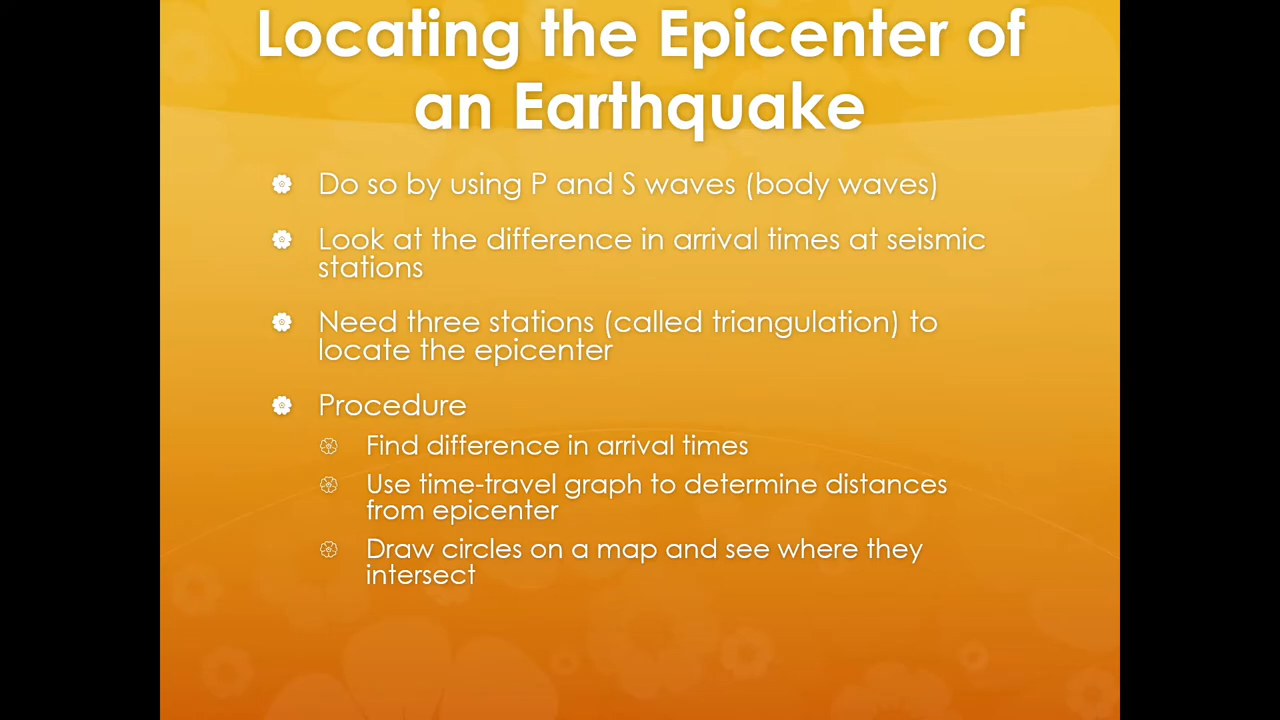 Locating the Epicenter of
an Earthquake
Do so by using P and S waves (body waves)
Look at the difference in arrival times at seismic
stations
Need three stations (called triangulation) to
locate the epicenter
Procedure
Find difference in arrival times
Use time-travel graph to determine distances
from epicenter
Draw circles on a map and see where they
intersect